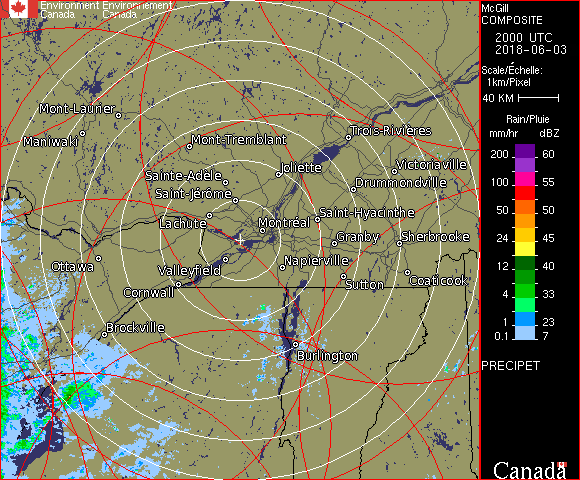 Environment Environnement
Canada Canada
McGill
COMPOSITE
2000 UTC
2018-06-03
Scale/Échelle:
1km/Pixel
40 KM
Rain/Pluie
mm/hr dBZ
200 60
100 55
50 50
24 45
12 40
4 33
2 23
0.1 7
PRECIPET
Canada
Mont-Laurier
Maniwaki
Mont-Tremblant
Trois-Rivières
Joliette
Victoriaville
Sainte-Adèle
Drummondville
Saint-Jérôme
Lachute
Montréal
Saint-Hyacinthe
Granby
Sherbrooke
Ottawa
Valleyfield
Napierville
Sutton
Coaticook
Cornwall
Brockville
Burlington